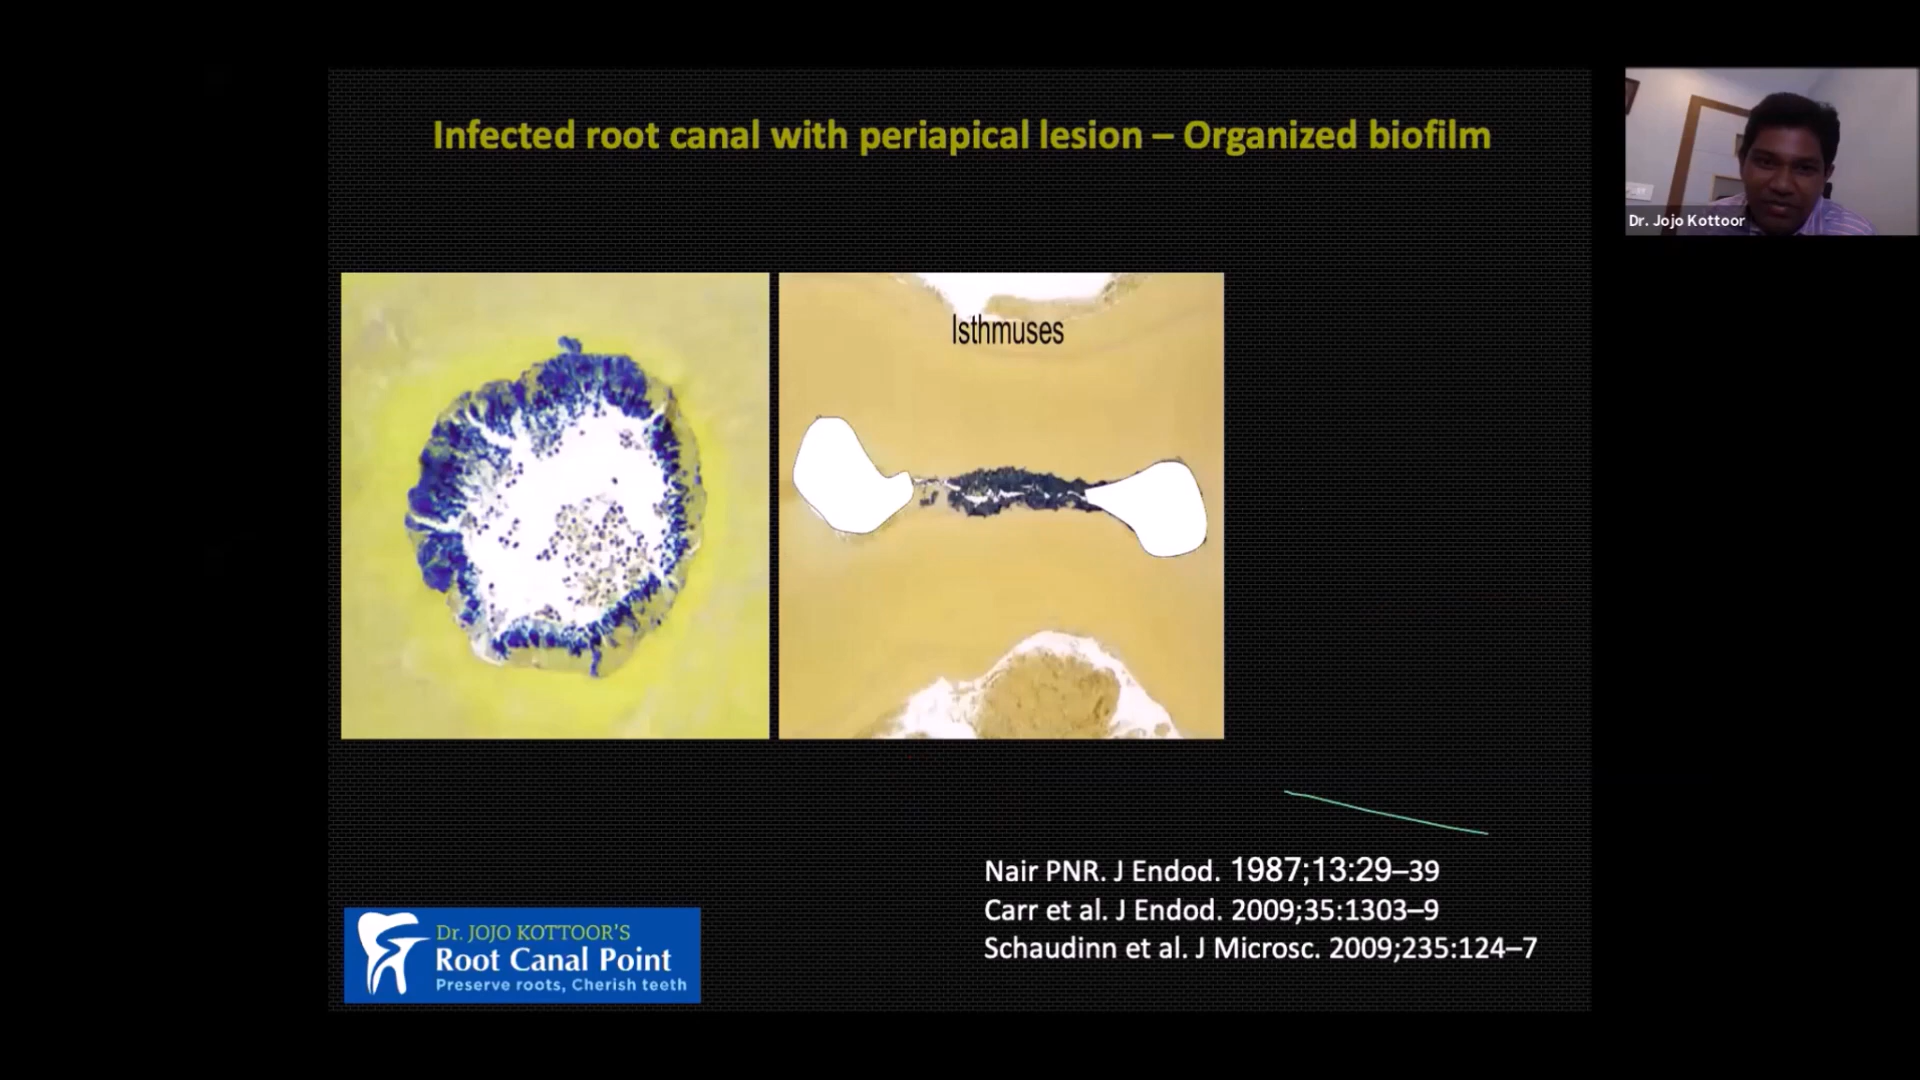 Infected root canal with periapical lesion – Organized biofilm
Dr. Jojo Kottoor
Isthmuses
Nair PNR. J Endod. 1987;13:29–39
Carr et al. J Endod. 2009;35:1303–9
Schaudinn et al. J Microsc. 2009;235:124–7
Dr. JOJO KOTTOOR'S
Root Canal Point
Preserve roots, Cherish teeth